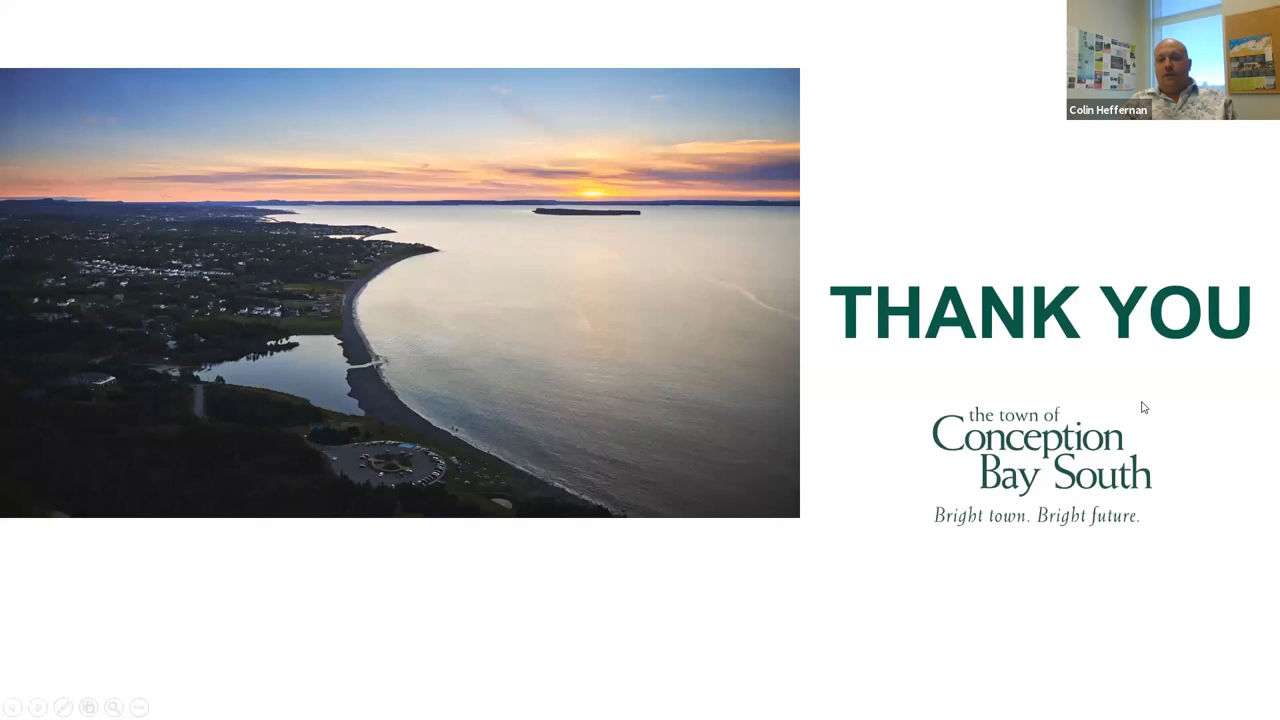 Colin Heffernan
THANK YOU
the town of
Conception
Bay South
Bright town. Bright future.